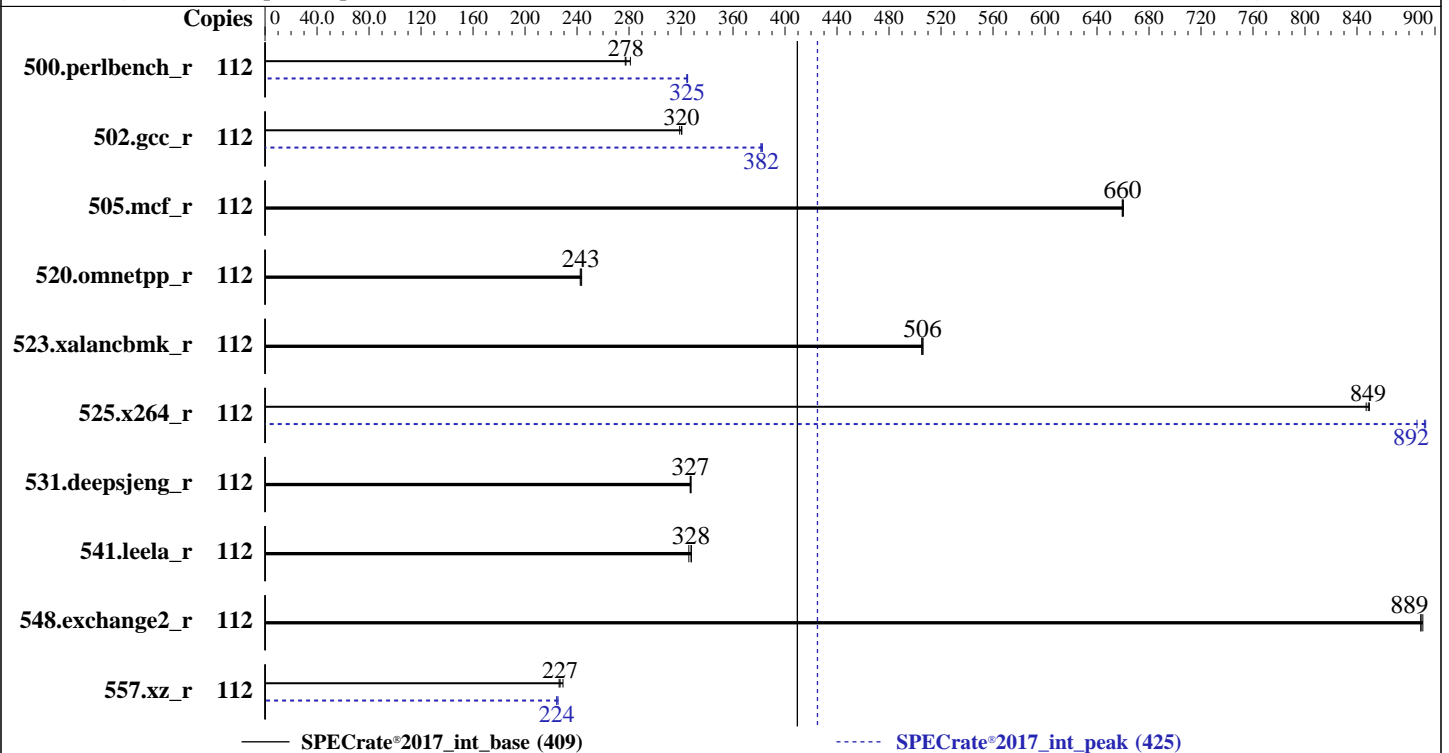 Copies 0 40.0 80.0 120 160 200 240 280 320 360 400 440 480 520 560 600 640 680 720 760 800 840 900
278
500.perlbench_r 112
325
320
502.gcc_r 112
382
660
505.mcf_r 112
243
520.omnetpp_r 112
506
523.xalancbmk_r 112
849
525.x264_r 112
892
327
531.deepsjeng_r 112
328
541.leela_r 112
889
548.exchange2_r 112
227
557.xz_r 112
224
SPECrate®2017_int_base (409) SPECrate®2017_int_peak (425)